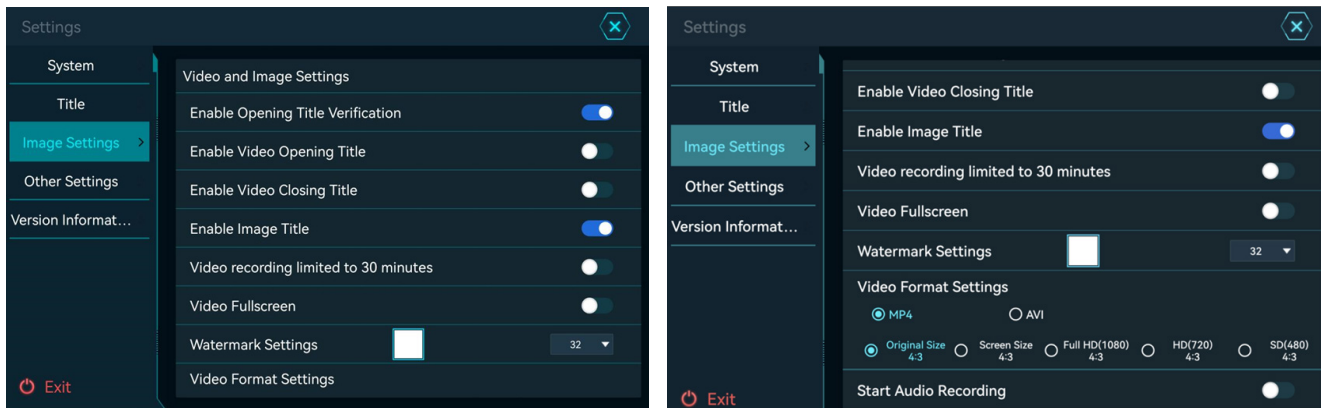 Settings
System
Title
Image Settings
Other Settings
Version Informat...
Exit
Video and Image Settings
Enable Opening Title Verification
Enable Video Opening Title
Enable Video Closing Title
Enable Image Title
Video recording limited to 30 minutes
Video Fullscreen
Watermark Settings 32
Video Format Settings
Settings
System
Title
Image Settings
Other Settings
Version Informat...
Exit
Enable Video Closing Title
Enable Image Title
Video recording limited to 30 minutes
Video Fullscreen
Watermark Settings 32
Video Format Settings
MP4 AVI
Original Size Screen Size Full HD(1080) HD(720) SD(480)
4:3 4:3 4:3 4:3 4:3
Start Audio Recording